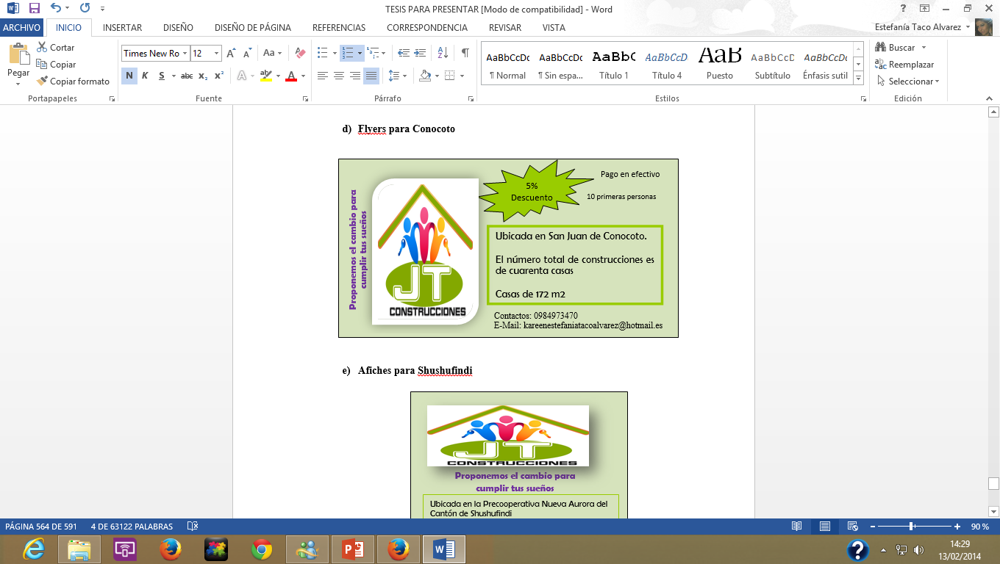 TESIS PARA PRESENTAR [Modo de compatibilidad] - Word
ARCHIVO INICIO INSERTAR DISEÑO DISEÑO DE PÁGINA REFERENCIAS CORRESPONDENCIA REVISAR VISTA
Estefanía Taco Alvarez
Pegar
Cortar
Copiar
Copiar formato
Portapapeles
Times New Ro 12
N K S abc x₂ x²
Fuente
Párrafo
AaBbCcDc AaBbCcDc AaBbC AaBbCcD AaB AaBbCcD AaBbCcDc
¶ Normal ¶ Sin espa... Título 1 Título 4 Puesto Subtítulo Énfasis sutil
Estilos
Buscar
Reemplazar
Seleccionar
Edición
d) Flyers para Conocoto
Proponemos el cambio para
cumplir tus sueños
JT
CONSTRUCCIONES
5%
Descuento
Pago en efectivo
10 primeras personas
Ubicada en San Juan de Conocoto.
El número total de construcciones es
de cuarenta casas
Casas de 172 m2
Contactos: 0984973470
E-Mail: kareenestefaniatacoalvarez@hotmail.es
e) Afiches para Shushufindi
JT
CONSTRUCCIONES
Proponemos el cambio para
cumplir tus sueños
Ubicada en la Precooperativa Nueva Aurora del
Cantón de Shushufindi
PÁGINA 564 DE 591 4 DE 63122 PALABRAS 90 %
14:29
13/02/2014